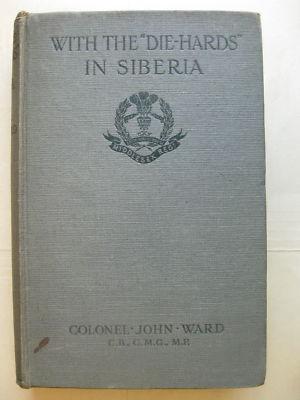 WITH THE "DIE-HARDS"
IN SIBERIA
MIDDLESEX REGT
COLONEL·JOHN·WARD
C.B., C.M.G., M.P.